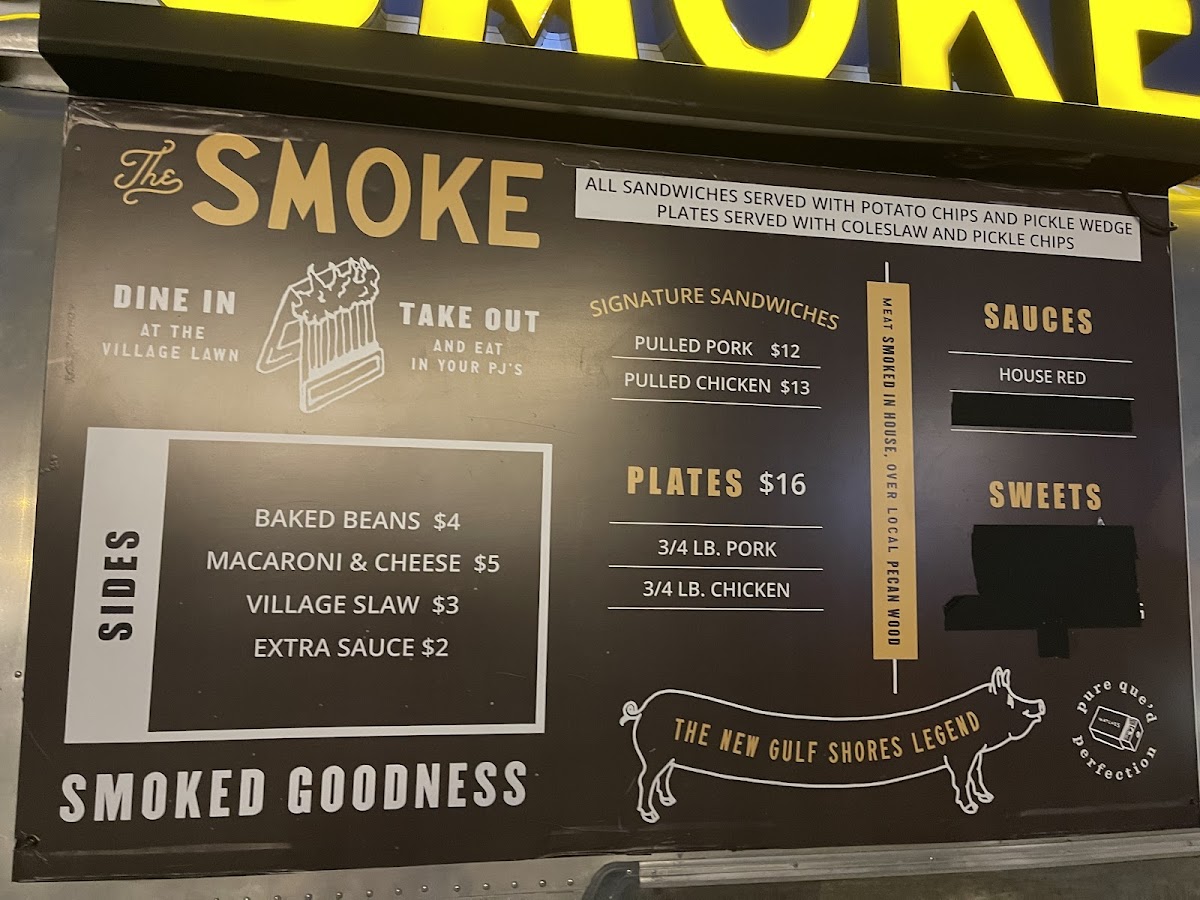 SMOKE
The SMOKE
ALL SANDWICHES SERVED WITH POTATO CHIPS AND PICKLE WEDGE
PLATES SERVED WITH COLESLAW AND PICKLE CHIPS
DINE IN
AT THE
VILLAGE LAWN
TAKE OUT
AND EAT
IN YOUR PJ'S
SIDES
BAKED BEANS $4
MACARONI & CHEESE $5
VILLAGE SLAW $3
EXTRA SAUCE $2
SMOKED GOODNESS
SIGNATURE SANDWICHES
PULLED PORK $12
PULLED CHICKEN $13
PLATES $16
3/4 LB. PORK
3/4 LB. CHICKEN
MEAT SMOKED IN HOUSE, OVER LOCAL PECAN WOOD
SAUCES
HOUSE RED
SWEETS
THE NEW GULF SHORES LEGEND
pure que'd
perfection
MATCHES